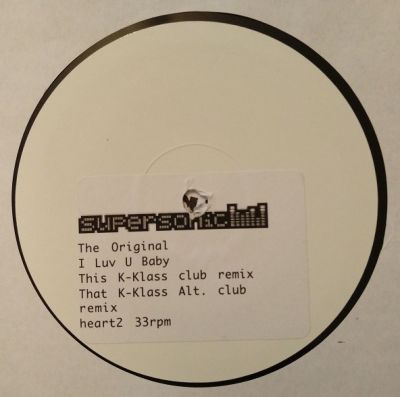 supersonic
The Original
I Luv U Baby
This K-Klass club remix
That K-Klass Alt. club
remix
heart2 33rpm